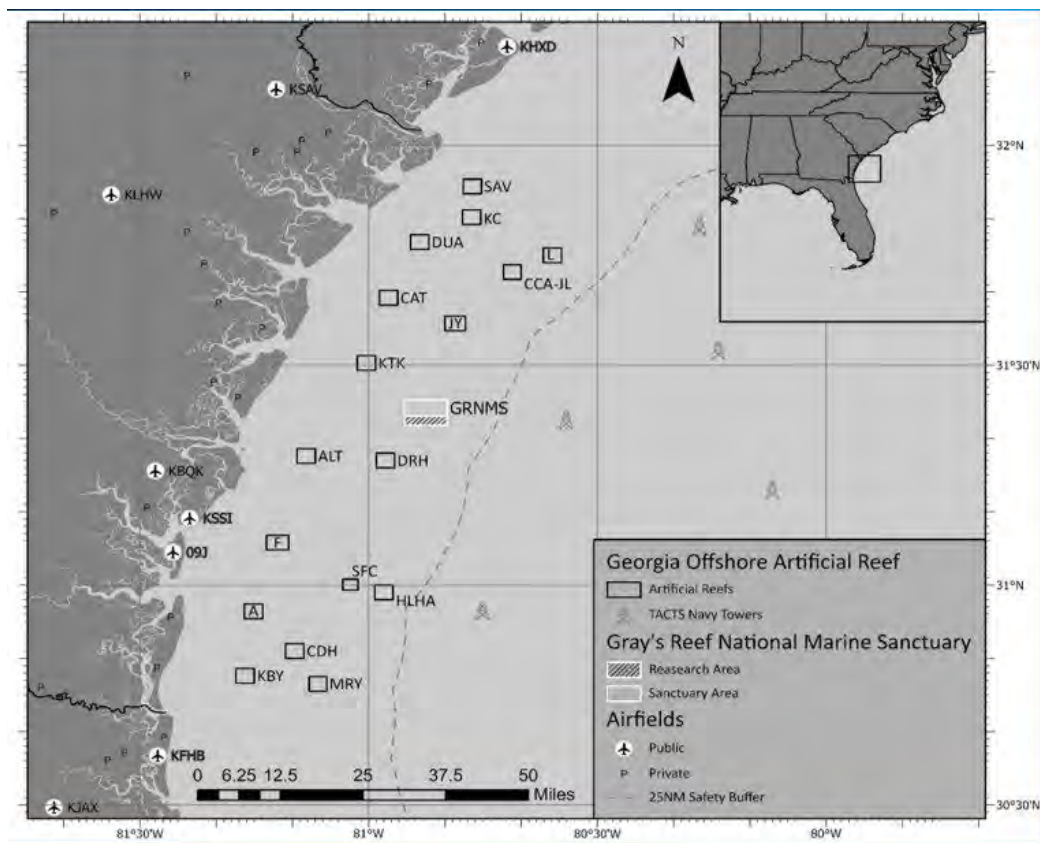 N
KHXD
P
P
P
KSAV
P
P
P
P
32°N
SAV
KLHW
P
KC
P
DUA
L
P
CCA-JL
CAT
P
JY
P
KTK
31°30'N
P
P
GRNMS
ALT
DRH
KBQK
P
KSSI
F
09J
SFC
31°N
HLHA
A
P
CDH
P
KBY
MRY
P
P
P
P
KFHB
0 6.25 12.5 25 37.5 50
Miles
KJAX
30°30'N
81°30'W 81°W 80°30'W 80°W
Georgia Offshore Artificial Reef
Artificial Reefs
TACTS Navy Towers
Gray's Reef National Marine Sanctuary
Reasearch Area
Sanctuary Area
Airfields
Public
P Private
25NM Safety Buffer